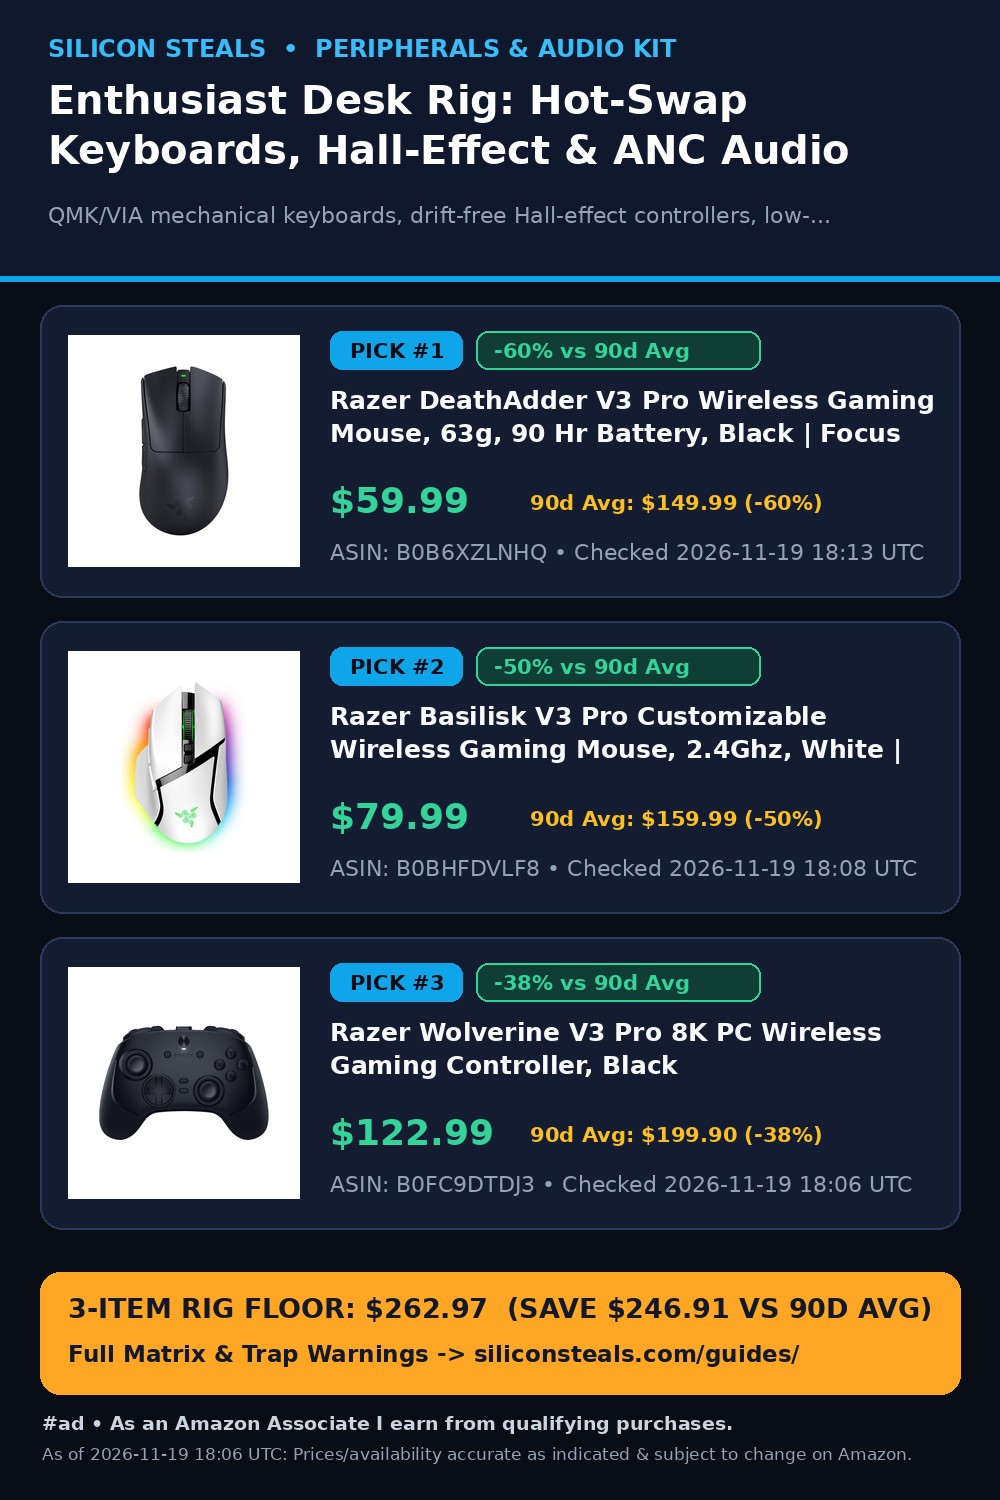 SILICON STEALS • PERIPHERALS & AUDIO KIT
Enthusiast Desk Rig: Hot-Swap
Keyboards, Hall-Effect & ANC Audio
QMK/VIA mechanical keyboards, drift-free Hall-effect controllers, low-...
PICK #1
-60% vs 90d Avg
Razer DeathAdder V3 Pro Wireless Gaming
Mouse, 63g, 90 Hr Battery, Black | Focus
$59.99
90d Avg: $149.99 (-60%)
ASIN: B0B6XZLNHQ • Checked 2026-11-19 18:13 UTC
PICK #2
-50% vs 90d Avg
Razer Basilisk V3 Pro Customizable
Wireless Gaming Mouse, 2.4Ghz, White |
$79.99
90d Avg: $159.99 (-50%)
ASIN: B0BHFDVLF8 • Checked 2026-11-19 18:08 UTC
PICK #3
-38% vs 90d Avg
Razer Wolverine V3 Pro 8K PC Wireless
Gaming Controller, Black
$122.99
90d Avg: $199.90 (-38%)
ASIN: B0FC9DTDJ3 • Checked 2026-11-19 18:06 UTC
3-ITEM RIG FLOOR: $262.97 (SAVE $246.91 VS 90D AVG)
Full Matrix & Trap Warnings -> siliconsteals.com/guides/
#ad • As an Amazon Associate I earn from qualifying purchases.
As of 2026-11-19 18:06 UTC: Prices/availability accurate as indicated & subject to change on Amazon.